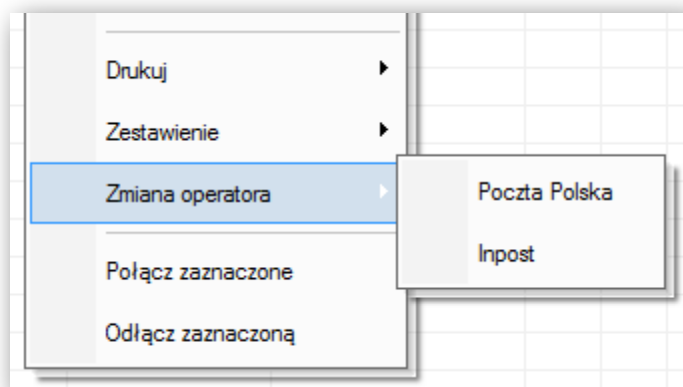 Drukuj
Zestawienie
Zmiana operatora
Poczta Polska
Inpost
Połącz zaznaczone
Odłącz zaznaczoną